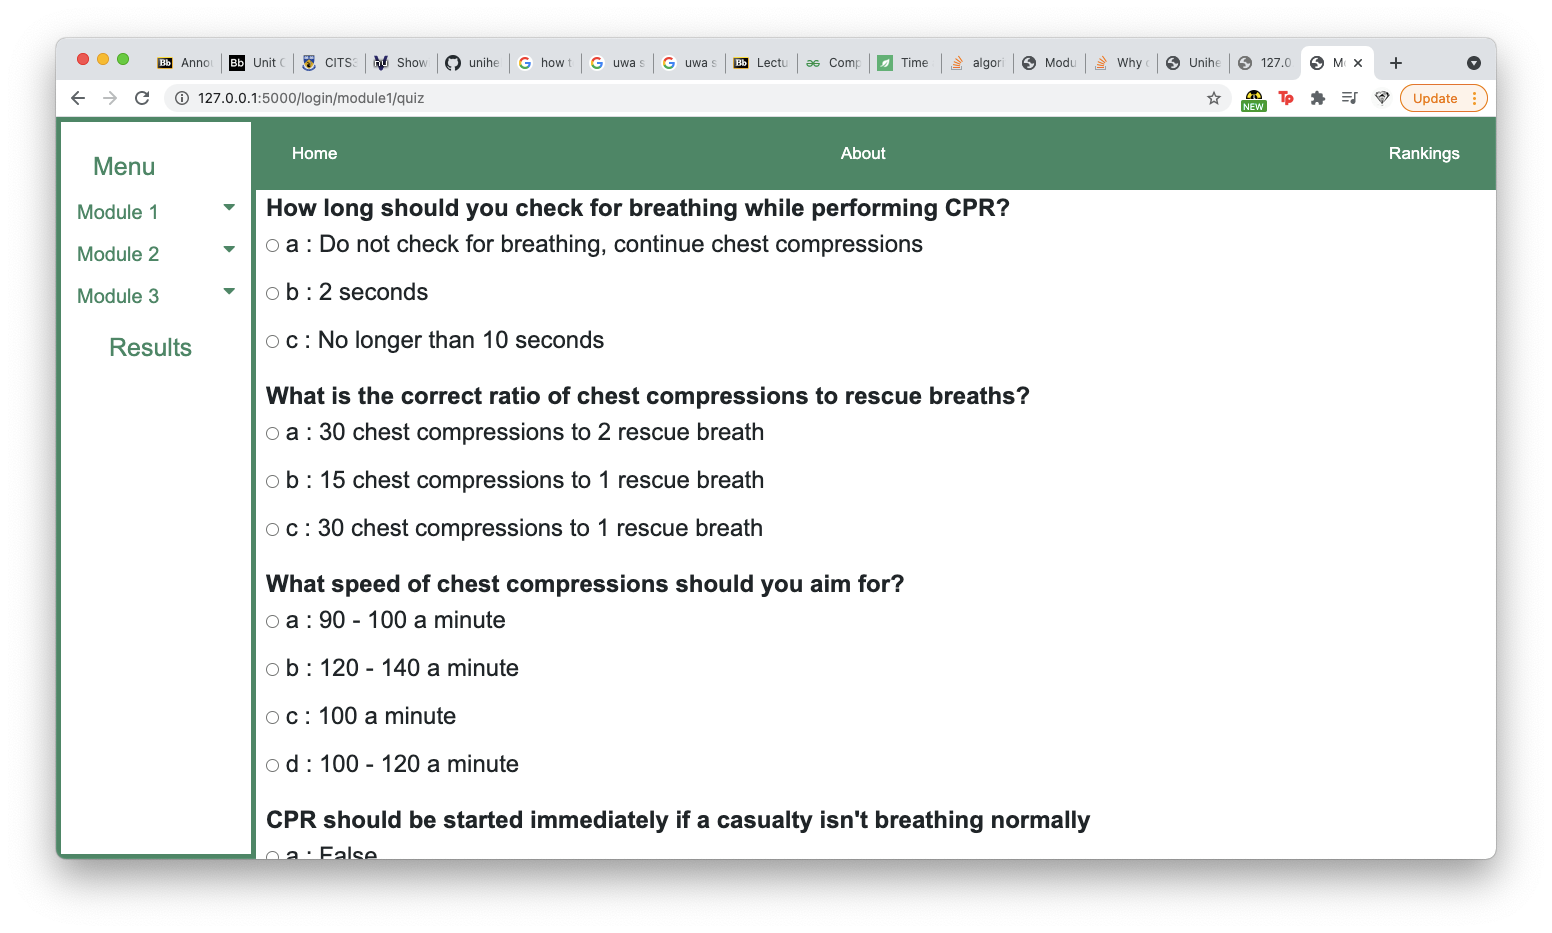 Anno
Unit
CITS3
Show
unihe
how t
uwa s
uwa s
Lectu
Comp
Time
algori
Modu
Why
Unihe
127.0
127.0.0.1:5000/login/module1/quiz
NEW
Update
Menu
Module 1
Module 2
Module 3
Results
Home
About
Rankings
How long should you check for breathing while performing CPR?
a : Do not check for breathing, continue chest compressions
b : 2 seconds
c : No longer than 10 seconds
What is the correct ratio of chest compressions to rescue breaths?
a : 30 chest compressions to 2 rescue breath
b : 15 chest compressions to 1 rescue breath
c : 30 chest compressions to 1 rescue breath
What speed of chest compressions should you aim for?
a : 90 - 100 a minute
b : 120 - 140 a minute
c : 100 a minute
d : 100 - 120 a minute
CPR should be started immediately if a casualty isn't breathing normally
a : False